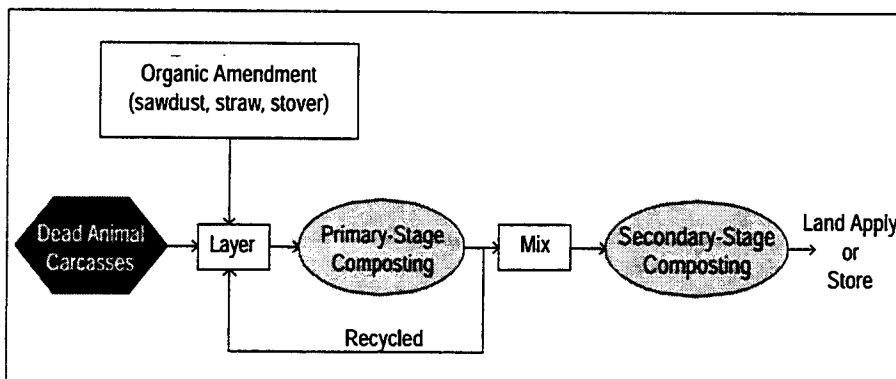 Organic Amendment
(sawdust, straw, stover)
Dead Animal
Carcasses
Layer
Primary-Stage
Composting
Mix
Secondary-Stage
Composting
Land Apply
or
Store
Recycled